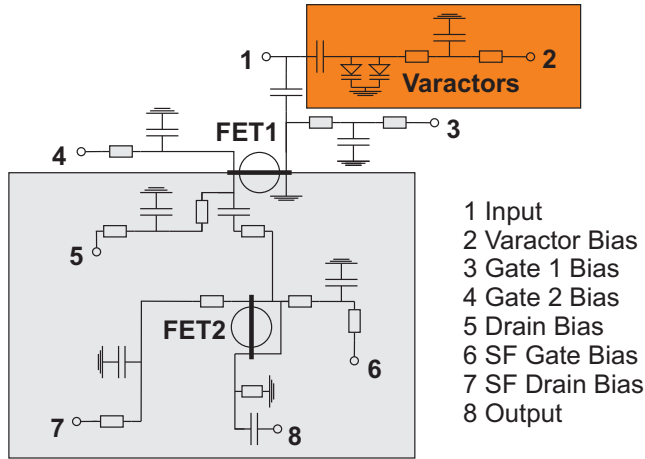 1
2
Varactors
FET1
3
4
5
FET2
6
7
8
1 Input
2 Varactor Bias
3 Gate 1 Bias
4 Gate 2 Bias
5 Drain Bias
6 SF Gate Bias
7 SF Drain Bias
8 Output